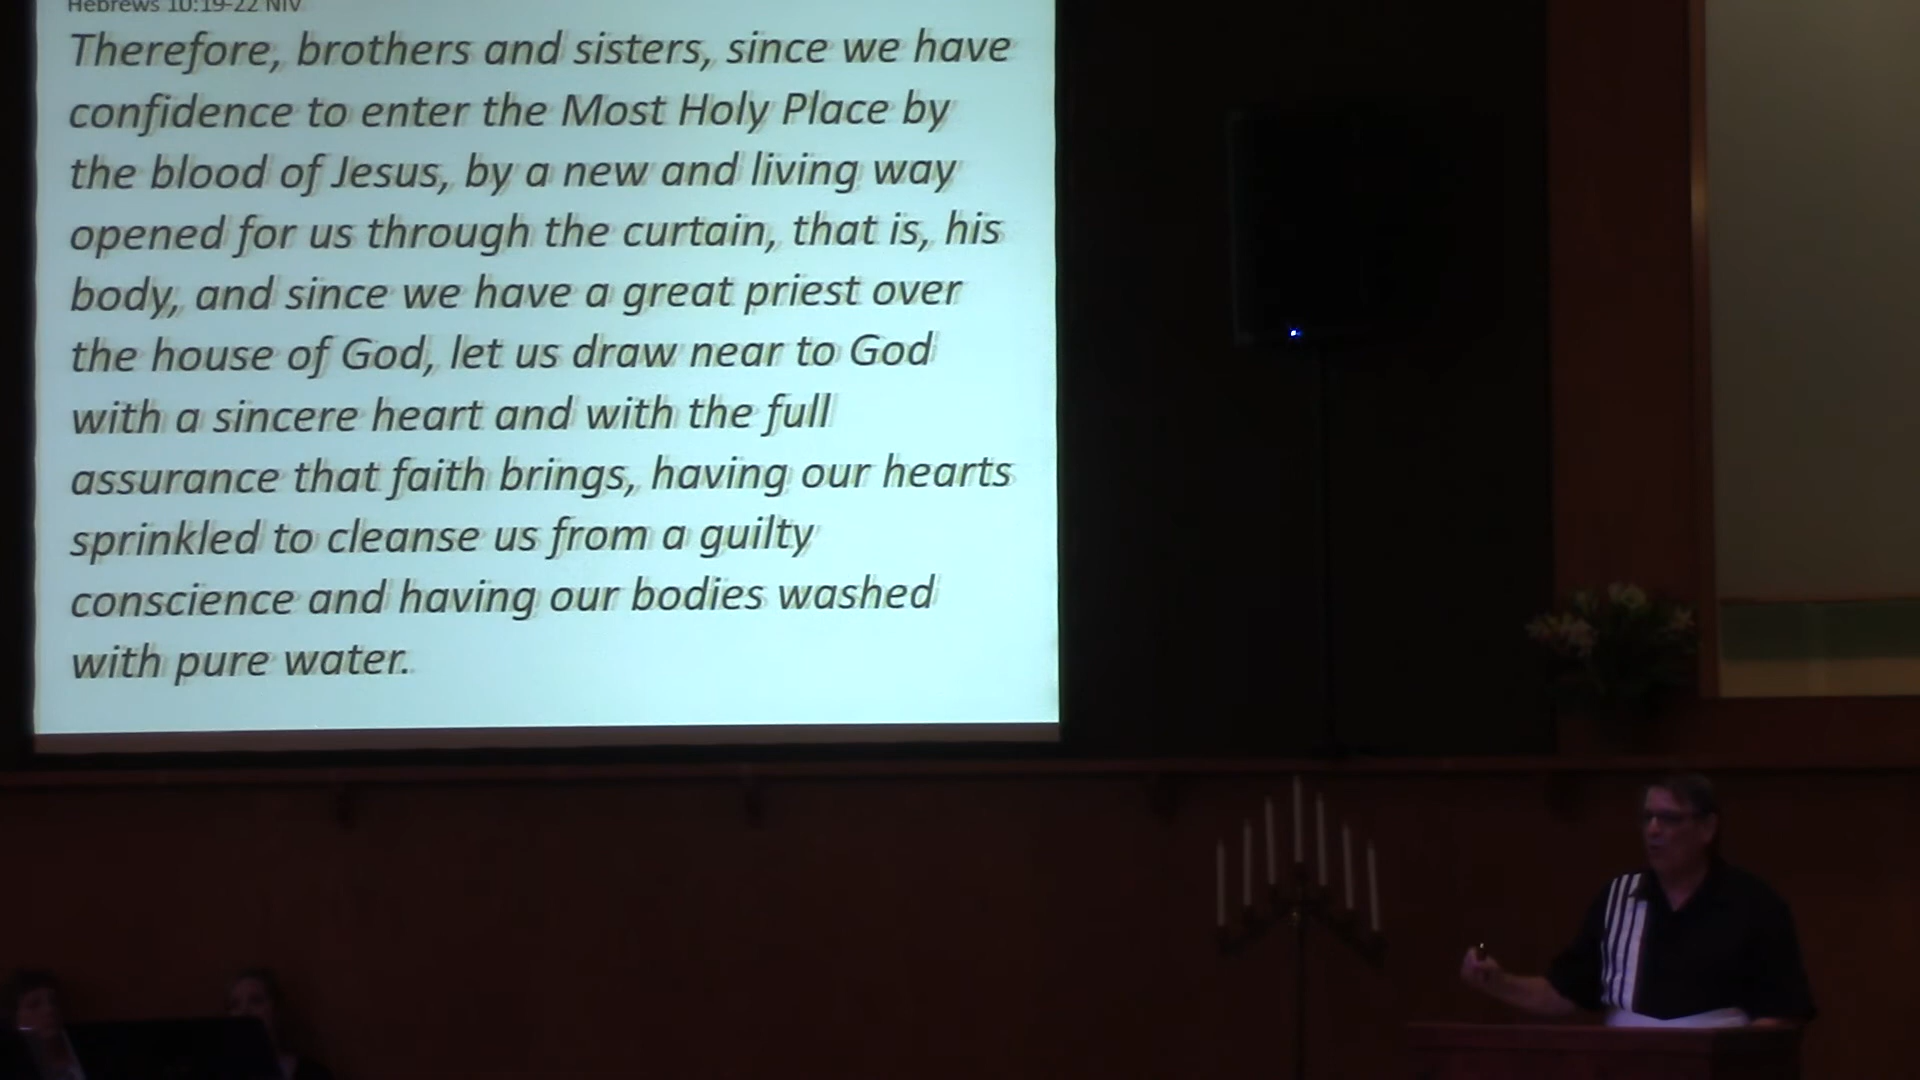 Hebrews 10:19-22 NIV
Therefore, brothers and sisters, since we have
confidence to enter the Most Holy Place by
the blood of Jesus, by a new and living way
opened for us through the curtain, that is, his
body, and since we have a great priest over
the house of God, let us draw near to God
with a sincere heart and with the full
assurance that faith brings, having our hearts
sprinkled to cleanse us from a guilty
conscience and having our bodies washed
with pure water.